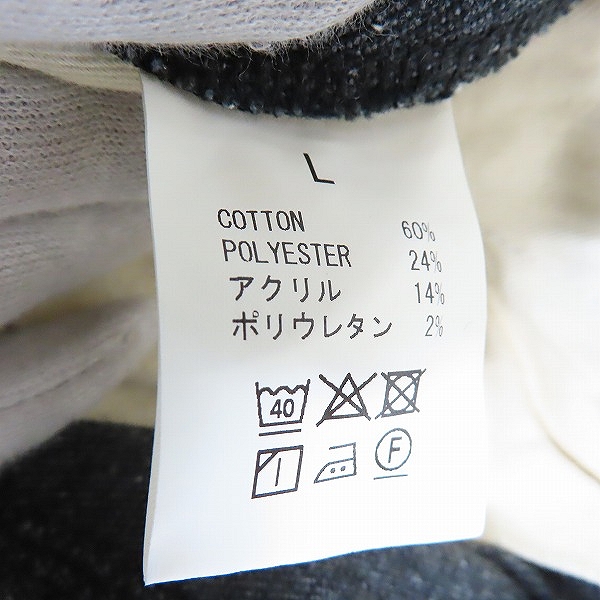 L
COTTON 60%
POLYESTER 24%
アクリル 14%
ポリウレタン 2%
40
F